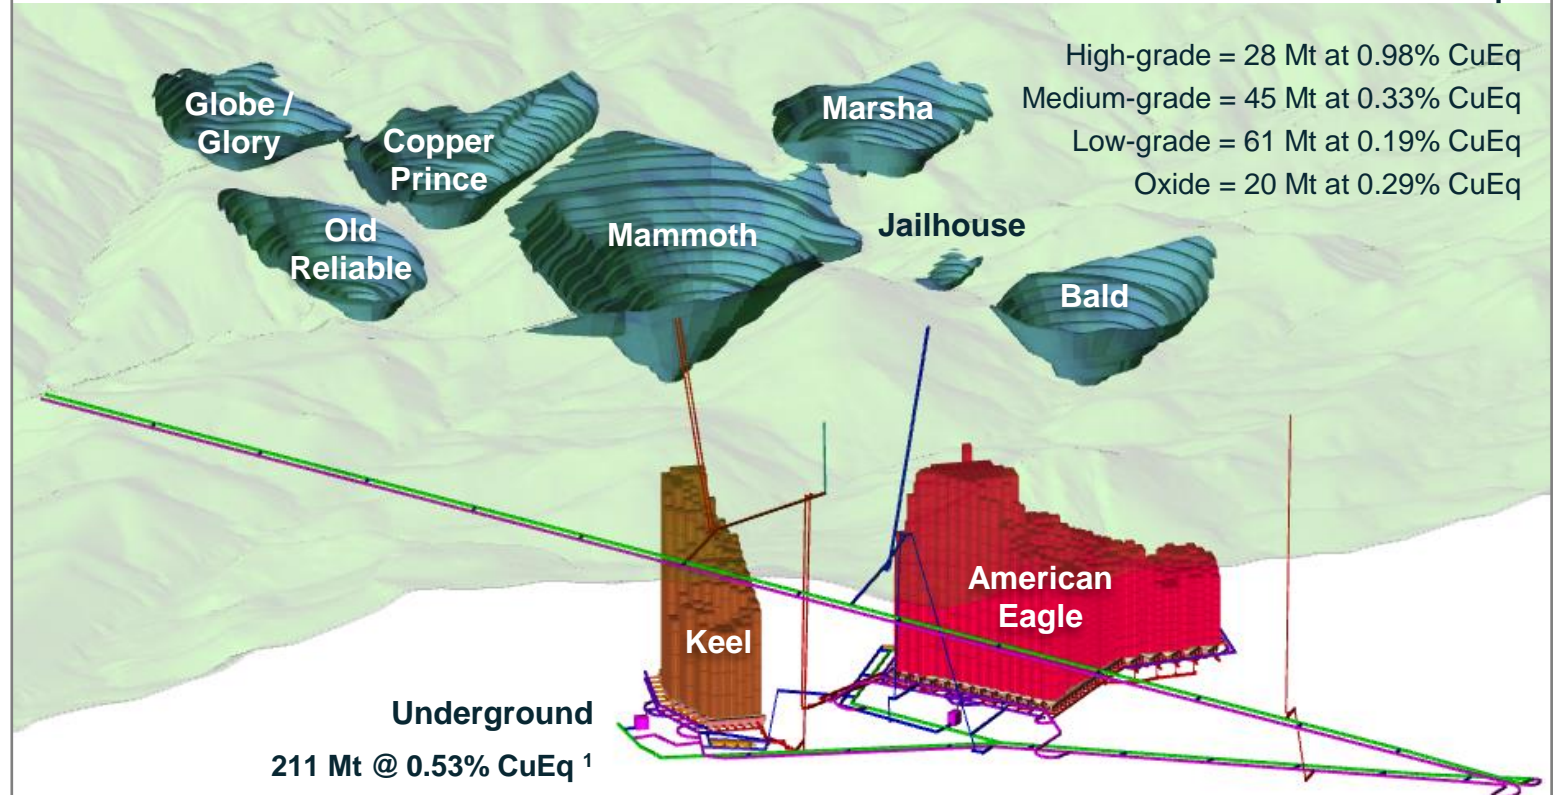 High-grade = 28 Mt at 0.98% CuEq
Medium-grade = 45 Mt at 0.33% CuEq
Low-grade = 61 Mt at 0.19% CuEq
Oxide = 20 Mt at 0.29% CuEq
Globe /
Glory
Copper
Prince
Marsha
Old
Reliable
Mammoth
Jailhouse
Bald
American
Eagle
Keel
Underground
211 Mt @ 0.53% CuEq 1